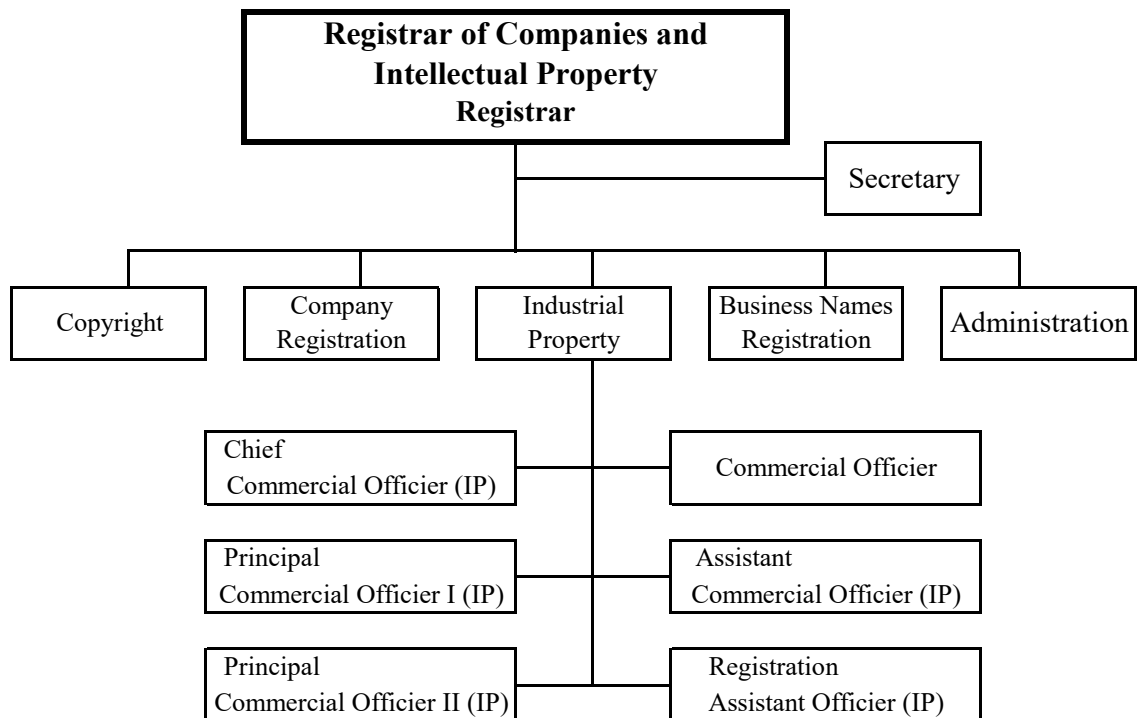 Registrar of Companies and
Intellectual Property
Registrar
Secretary
Copyright
Company
Registration
Industrial
Property
Business Names
Registration
Administration
Chief
Commercial Officier (IP)
Commercial Officier
Principal
Commercial Officier I (IP)
Assistant
Commercial Officier (IP)
Principal
Commercial Officier II (IP)
Registration
Assistant Officier (IP)